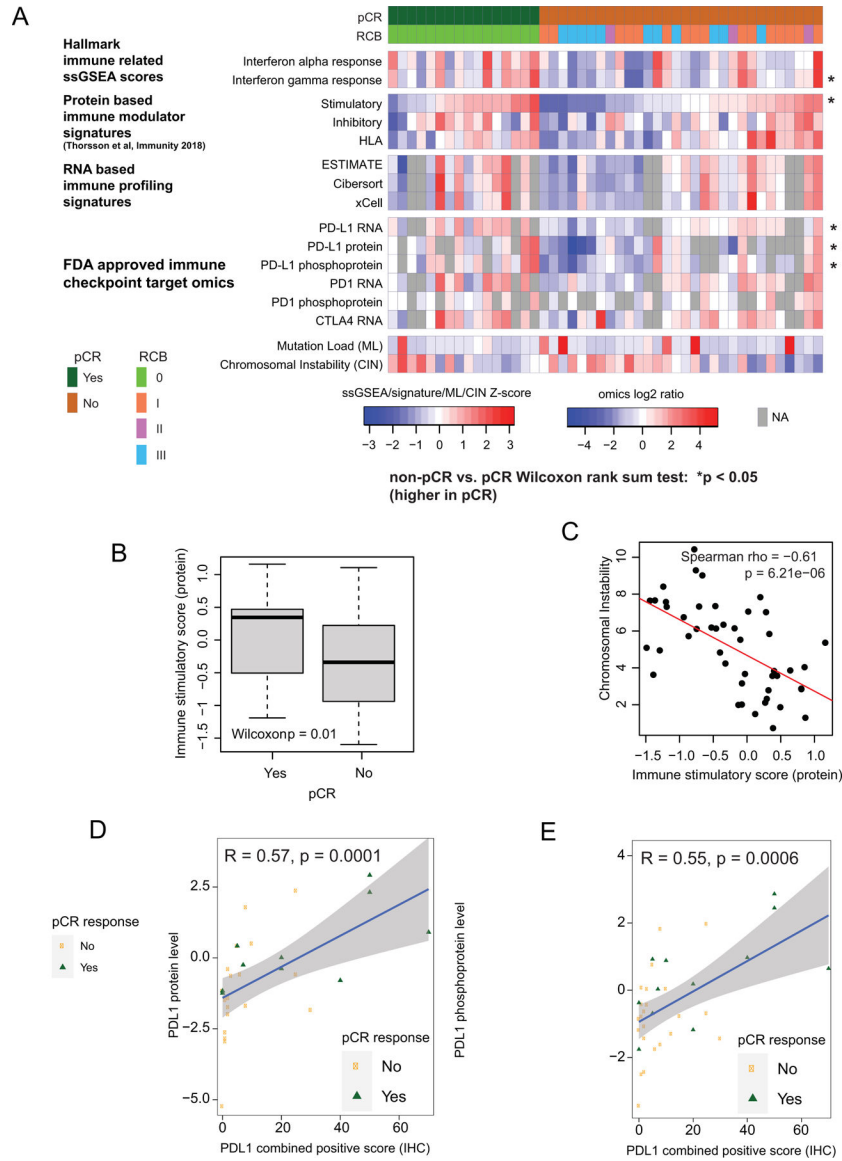 A
pCR
RCB
Hallmark
immune related
ssGSEA scores
Interferon alpha response
Interferon gamma response
*
Protein based
immune modulator
signatures
(Thorsson et al, Immunity 2018)
Stimulatory
*
Inhibitory
HLA
RNA based
immune profiling
signatures
ESTIMATE
Cibersort
xCell
FDA approved immune
checkpoint target omics
PD-L1 RNA
*
PD-L1 protein
*
PD-L1 phosphoprotein
*
PD1 RNA
PD1 phosphoprotein
CTLA4 RNA
Mutation Load (ML)
Chromosomal Instability (CIN)
pCR
Yes
No
RCB
0
I
II
III
ssGSEA/signature/ML/CIN Z-score
−3 −2 −1 0 1 2 3
omics log2 ratio
−4 −2 0 2 4
NA
non-pCR vs. pCR Wilcoxon rank sum test: *p < 0.05
(higher in pCR)
B
Immune stimulatory score (protein)
1.0
0.5
0.0
−0.5
−1
−1.5
Wilcoxonp = 0.01
Yes No
pCR
C
Spearman rho = −0.61
p = 6.21e−06
Chromosomal Instability
10
8
6
4
2
−1.5 −1.0 −0.5 0.0 0.5 1.0
Immune stimulatory score (protein)
D
R = 0.57, p = 0.0001
pCR response
No
Yes
PDL1 protein level
2.5
0.0
−2.5
−5.0
pCR response
No
Yes
0 20 40 60
PDL1 combined positive score (IHC)
E
R = 0.55, p = 0.0006
PDL1 phosphoprotein level
4
2
0
−2
pCR response
No
Yes
0 20 40 60
PDL1 combined positive score (IHC)